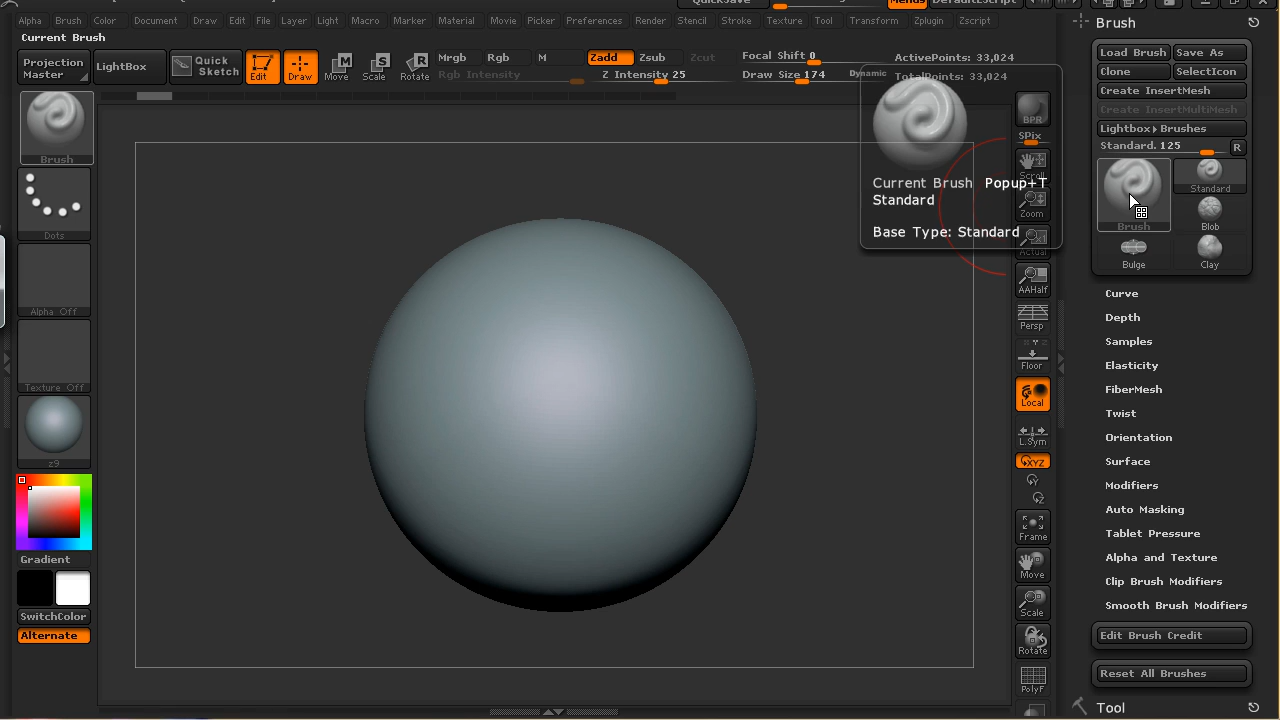 QuickSave
Menus
DefaultZScript
Alpha Brush Color Document Draw Edit File Layer Light Macro Marker Material Movie Picker Preferences Render Stencil Stroke Texture Tool Transform Zplugin Zscript
Current Brush
Projection
Master
LightBox
Quick
Sketch
Edit
Draw
Move
Scale
Rotate
Mrgb Rgb M
Rgb Intensity
Zadd Zsub Zcut
Z Intensity 25
Focal Shift 0
Draw Size 174
Dynamic
ActivePoints: 33,024
TotalPoints: 33,024
Brush
Dots
Alpha Off
Texture Off
z9
Gradient
SwitchColor
Alternate
Current Brush Popup+T
Standard
Base Type: Standard
BPR
SPix
Scroll
Zoom
Actual
AAHalf
Persp
Floor
Local
L.Sym
XYZ
Y
Z
Frame
Move
Scale
Rotate
PolyF
Brush
Load Brush Save As
Clone SelectIcon
Create InsertMesh
Create InsertMultiMesh
Lightbox▸Brushes
Standard. 125 R
Brush
Standard
Blob
Bulge
Clay
Curve
Depth
Samples
Elasticity
FiberMesh
Twist
Orientation
Surface
Modifiers
Auto Masking
Tablet Pressure
Alpha and Texture
Clip Brush Modifiers
Smooth Brush Modifiers
Edit Brush Credit
Reset All Brushes
Tool